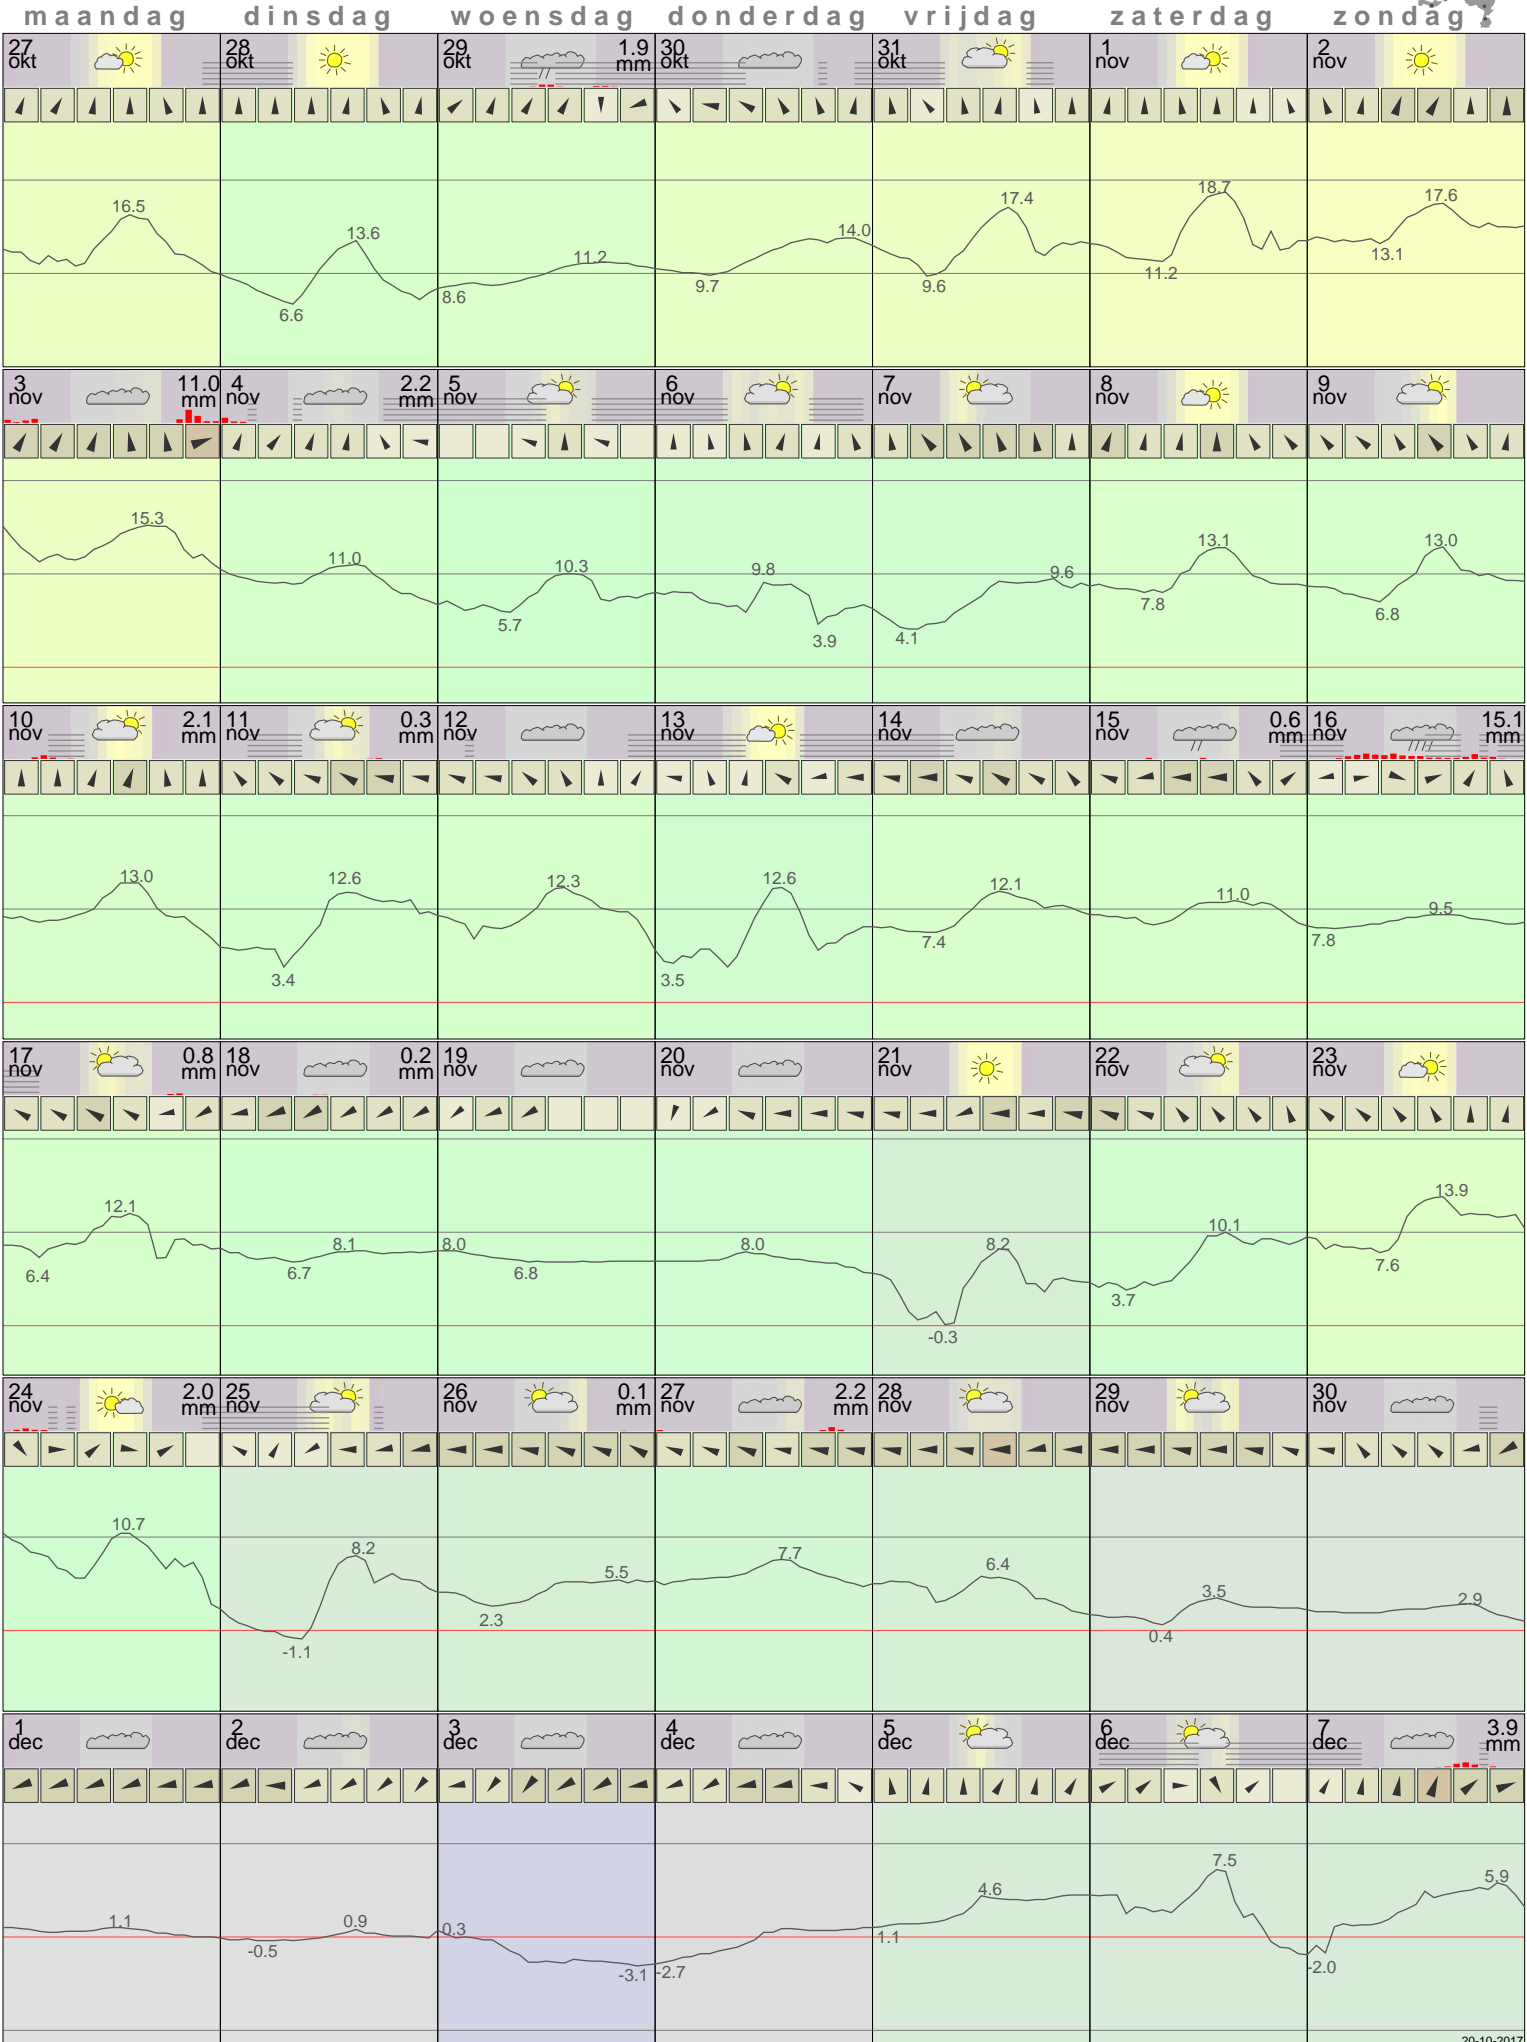 maandag dinsdag woensdag donderdag vrijdag zaterdag zondag
27 28 29 1.9 30 31 1 2
okt okt okt mm okt okt nov nov
16.5 13.6 11.2 14.0 17.4 18.7 17.6
6.6 8.6 9.7 9.6 11.2 13.1
3 11.0 4 2.2 5 6 7 8 9
nov mm nov mm nov nov nov nov nov
15.3 11.0 10.3 9.8 9.6 13.1 13.0
5.7 3.9 4.1 7.8 6.8
10 2.1 11 0.3 12 13 14 15 0.6 16 15.1
nov mm nov mm nov nov nov nov mm nov mm
13.0 12.6 12.3 12.6 12.1 11.0 9.5
3.4 3.5 7.4 7.8
17 0.8 18 0.2 19 20 21 22 23
nov mm nov mm nov nov nov nov nov
12.1 8.1 8.0 8.0 8.2 10.1 13.9
6.4 6.7 6.8 -0.3 3.7 7.6
24 2.0 25 26 0.1 27 2.2 28 29 30
nov mm nov nov mm nov mm nov nov nov
10.7 8.2 5.5 7.7 6.4 3.5 2.9
-1.1 2.3 0.4
1 2 3 4 5 6 7 3.9
dec dec dec dec dec dec dec mm
1.1 0.9 0.3 4.6 7.5 5.9
-0.5 -3.1 -2.7 1.1 -2.0
20-10-2017